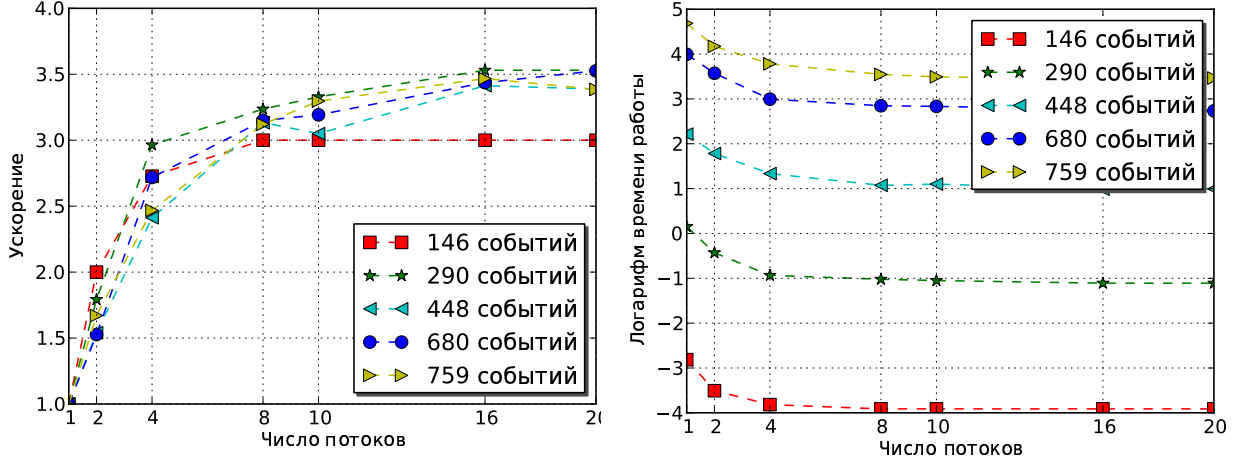 4.0
3.5
3.0
2.5
2.0
1.5
1.0
Ускорение
1 2 4 8 10 16 20
Число потоков
146 событий
290 событий
448 событий
680 событий
759 событий
5
4
3
2
1
0
−1
−2
−3
−4
Логарифм времени работы
1 2 4 8 10 16 20
Число потоков
146 событий
290 событий
448 событий
680 событий
759 событий